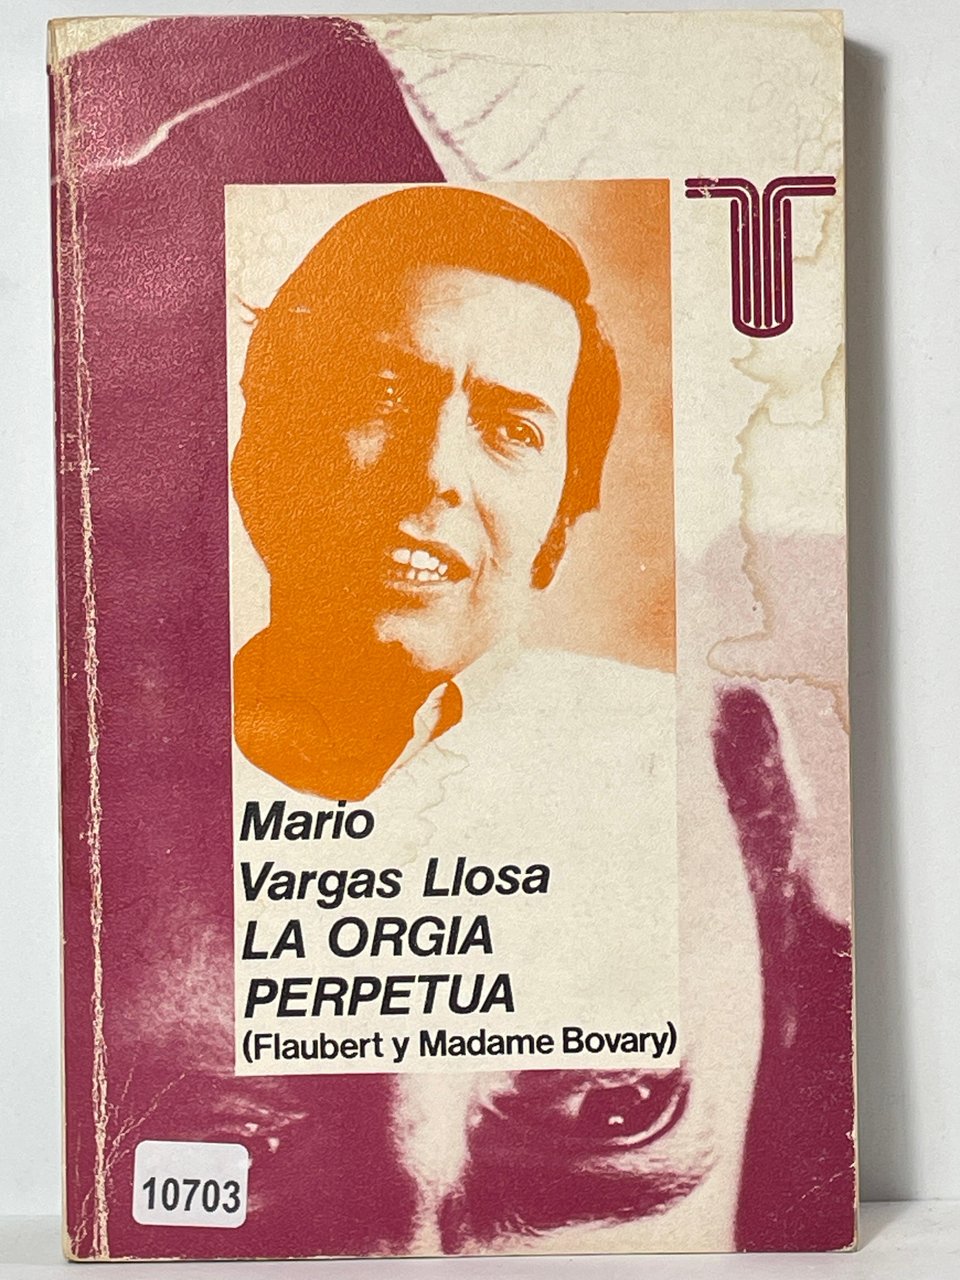 Mario
Vargas Llosa
LA ORGIA
PERPETUA
(Flaubert y Madame Bovary)
10703